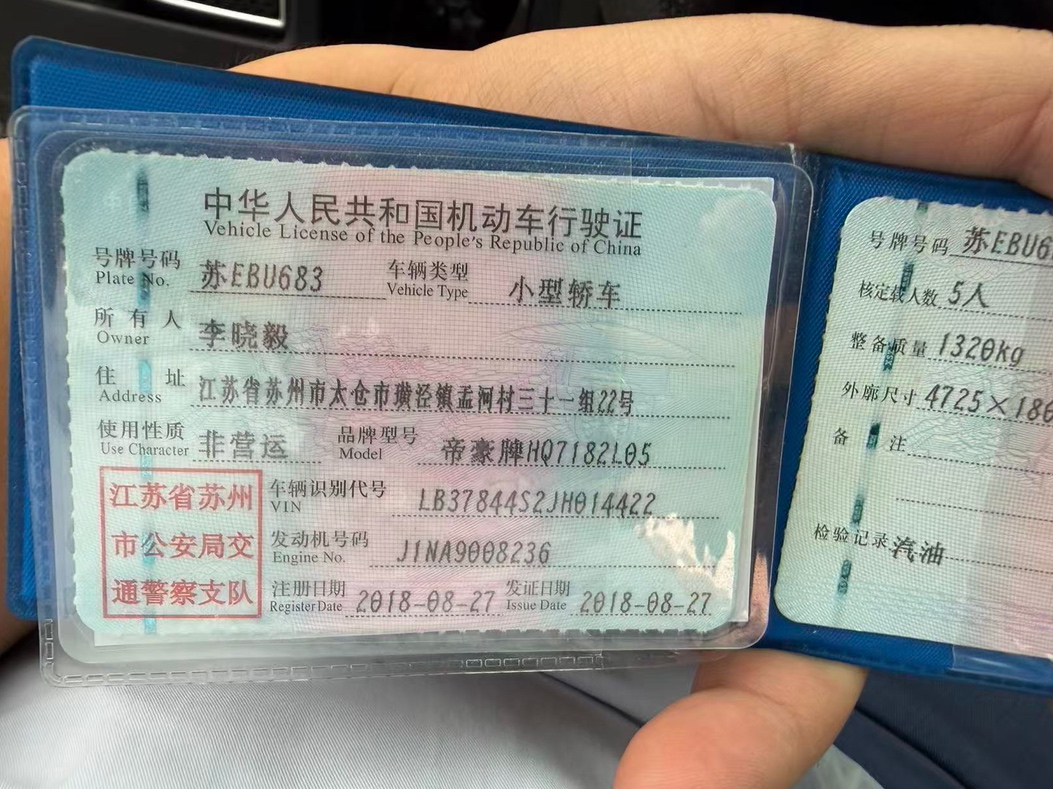 中华人民共和国机动车行驶证
Vehicle License of the People's Republic of China
号牌号码 苏EBU683 车辆类型 小型轿车
Plate No. Vehicle Type
所有人 李晓毅
Owner
住址 江苏省苏州市太仓市璜泾镇孟河村三十一组22号
Address
使用性质 非营运 品牌型号 帝豪牌HQ7182L05
Use Character Model
江苏省苏州
市公安局交
通警察支队
车辆识别代号 LB37844S2JH014422
VIN
发动机号码 J1NA9008236
Engine No.
注册日期 2018-08-27 发证日期 2018-08-27
Register Date Issue Date
号牌号码 苏EBU6
核定载人数 5人
整备质量 1320kg
外廓尺寸 4725×186
备注
检验记录 汽油